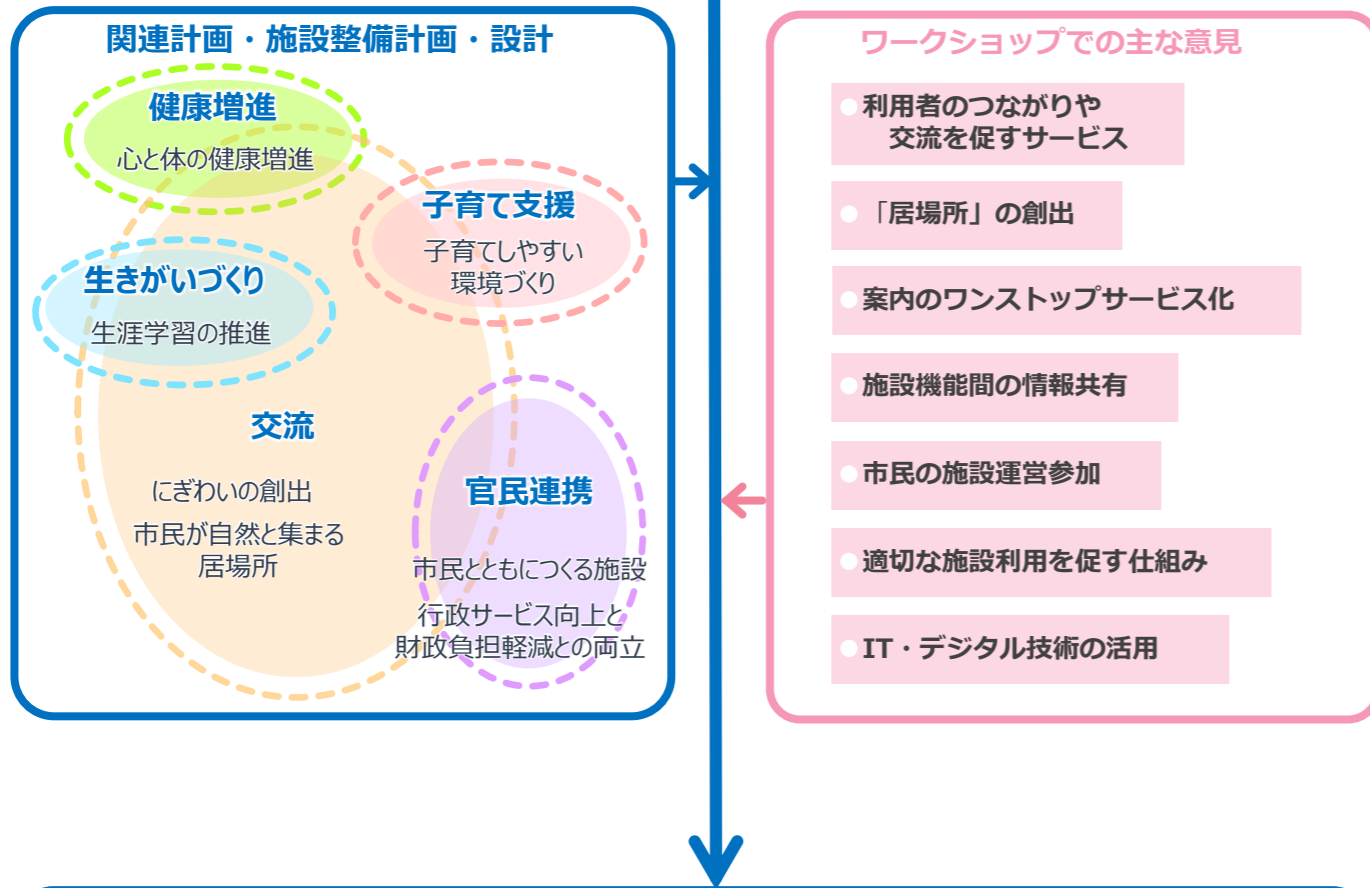 関連計画・施設整備計画・設計
健康増進
心と体の健康増進
子育て支援
子育てしやすい
環境づくり
生きがいづくり
生涯学習の推進
交流
にぎわいの創出
市民が自然と集まる
居場所
官民連携
市民とともにつくる施設
行政サービス向上と
財政負担軽減との両立
ワークショップでの主な意見
利用者のつながりや
交流を促すサービス
「居場所」の創出
案内のワンストップサービス化
施設機能間の情報共有
市民の施設運営参加
適切な施設利用を促す仕組み
IT・デジタル技術の活用